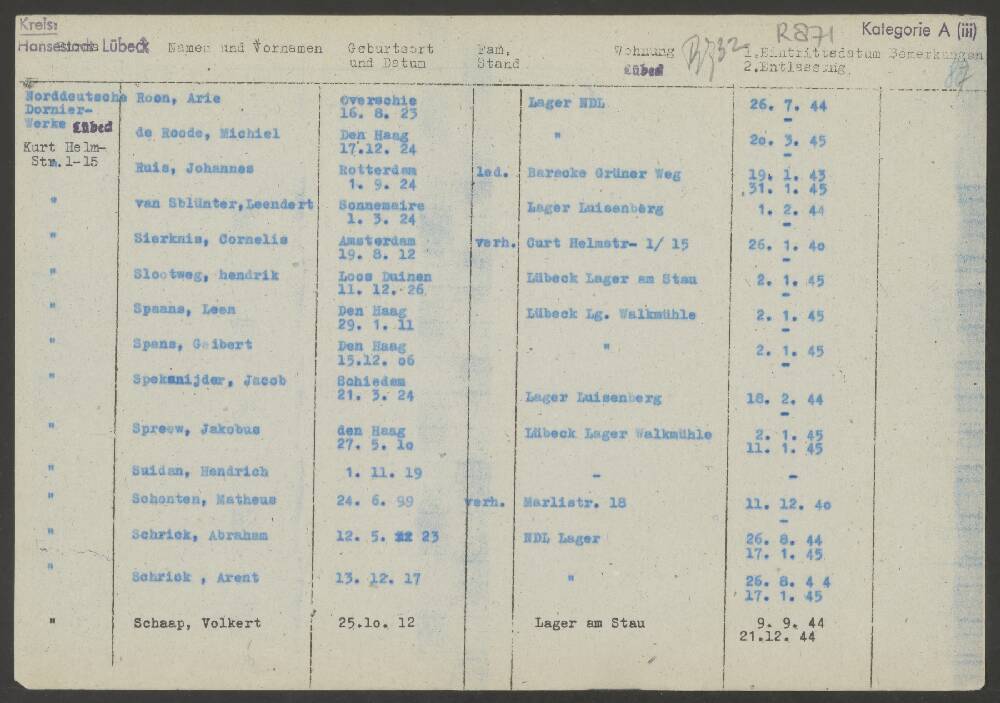 Kreis:
Hansestadt Lübeck
R871
Kategorie A (iii)
Namen und Vornamen Geburtsort und Datum Fam. Stand Wohnung 1.Eintrittsdatum Bemerkungen
Lübeck 2.Entlassung
Norddeutsche Roon, Arie Overschie Lager NDL 26. 7. 44
Dornier- 16. 8. 23 -
Werke Lübeck de Roode, Michiel Den Haag " 20. 3. 45
Kurt Helm- 17.12. 24 -
Str. 1-15 Ruis, Johannes Rotterdam led. Baracke Grüner Weg 19. 1. 43
1. 9. 24 31. 1. 45
" van Sblünter,Leendert Sonnemaire Lager Luisenberg 1. 2. 44
1. 3. 24 -
" Sierknis, Cornelis Amsterdam verh. Curt Helmstr- 1/ 15 26. 1. 40
19. 8. 12 -
" Slootweg, hendrik Loos Duinen Lübeck Lager am Stau 2. 1. 45
11. 12. 26 -
" Spaans, Leen Den Haag Lübeck Lg. Walkmühle 2. 1. 45
29. 1. 11 -
" Spans, Geibert Den Haag " 2. 1. 45
15.12. 06 -
" Speknijder, Jacob Schiedam
21. 3. 24 Lager Luisenberg 18. 2. 44
-
" Spreew, Jakobus den Haag Lübeck Lager Walkmühle 2. 1. 45
27. 5. 1o 11. 1. 45
" Suidan, Hendrich 1. 11. 19 - -
" Schonten, Matheus 24. 6. 99 verh. Marlistr. 18 11. 12. 4o
-
" Schrick, Abraham 12. 5. 23 NDL Lager 26. 8. 44
17. 1. 45
" Schrick , Arent 13. 12. 17 " 26. 8. 4 4
17. 1. 45
" Schaap, Volkert 25.1o. 12 Lager am Stau 9. 9. 44
21.12. 44